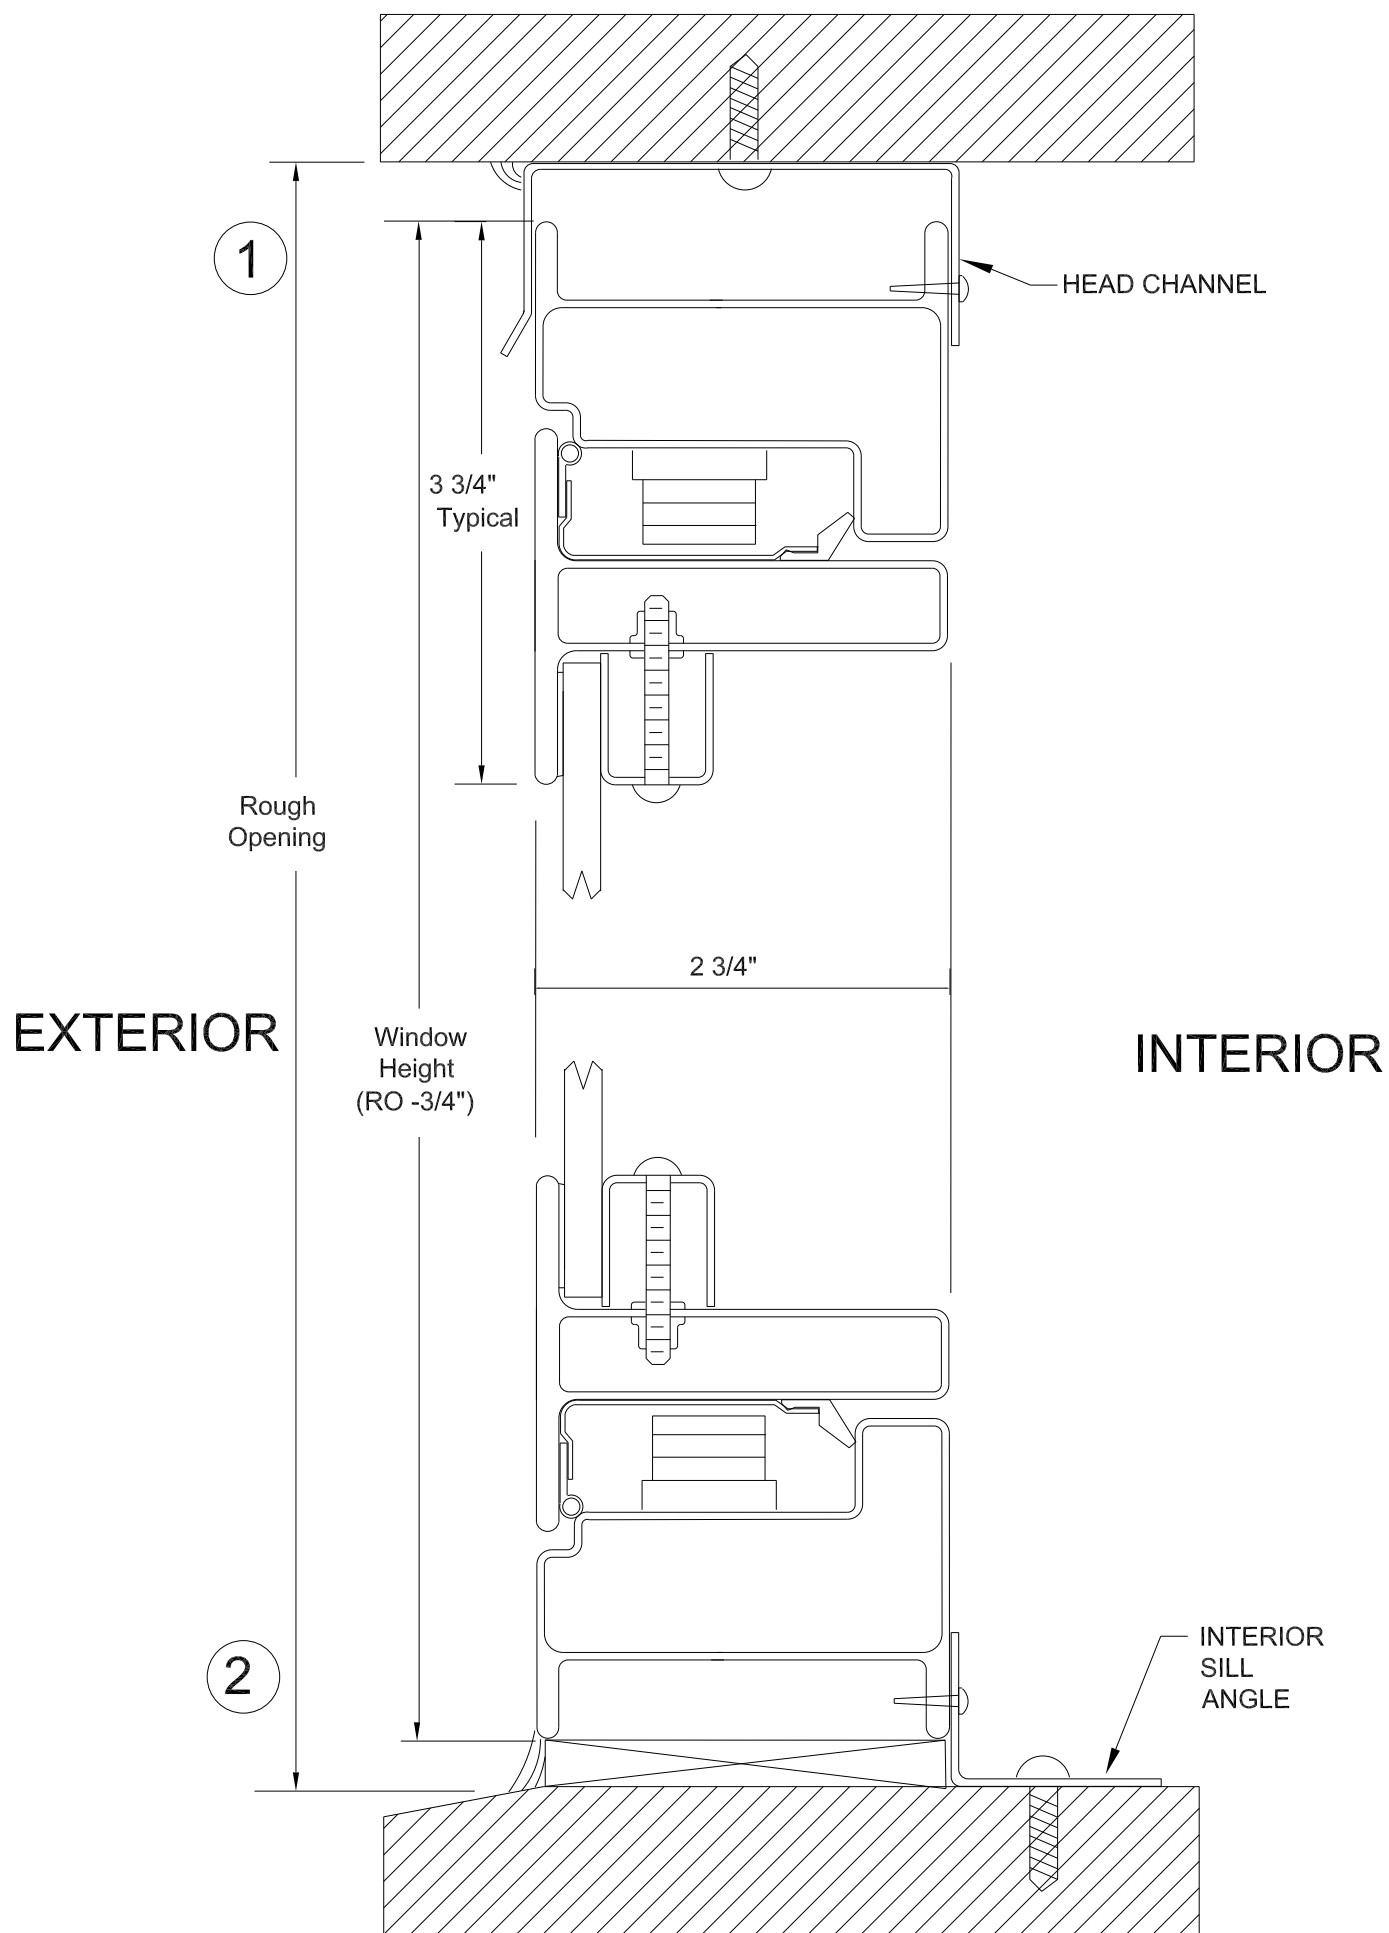 1
HEAD CHANNEL
3 3/4"
Typical
Rough
Opening
2 3/4"
EXTERIOR
Window
Height
(RO -3/4")
INTERIOR
2
INTERIOR
SILL
ANGLE